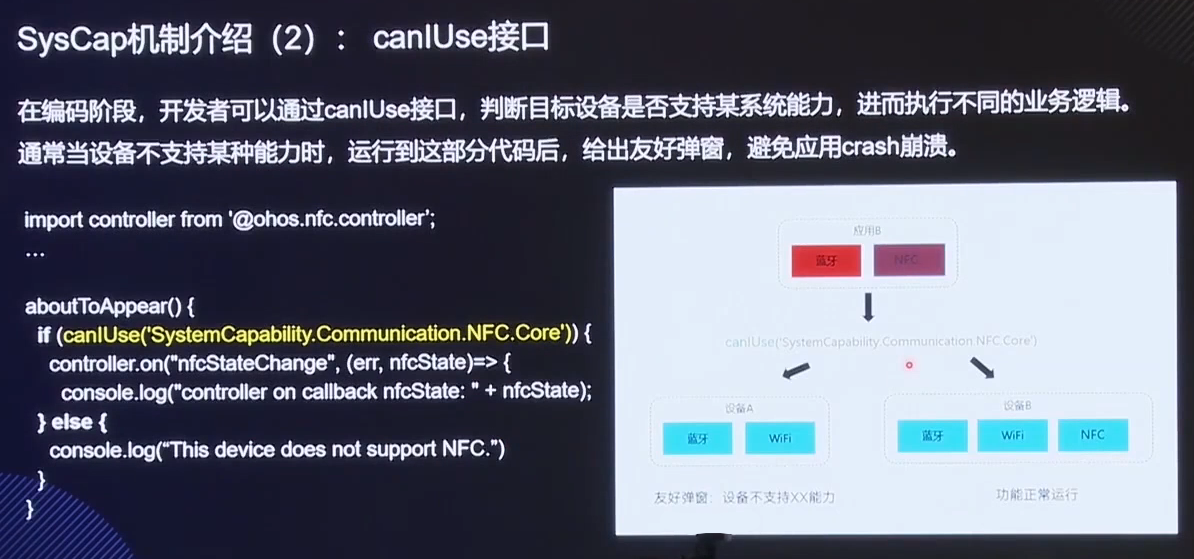 SysCap机制介绍（2）： canIUse接口
在编码阶段，开发者可以通过canIUse接口，判断目标设备是否支持某系统能力，进而执行不同的业务逻辑。
通常当设备不支持某种能力时，运行到这部分代码后，给出友好弹窗，避免应用crash崩溃。
import controller from '@ohos.nfc.controller';
...
aboutToAppear() {
if (canIUse('SystemCapability.Communication.NFC.Core')) {
controller.on("nfcStateChange", (err, nfcState)=> {
console.log("controller on callback nfcState: " + nfcState);
} else {
console.log(“This device does not support NFC.”)
}
}
应用B
蓝牙 NFC
canIUse('SystemCapability.Communication.NFC.Core')
设备A
蓝牙 WiFi
友好弹窗：设备不支持XX能力
设备B
蓝牙 WiFi NFC
功能正常运行